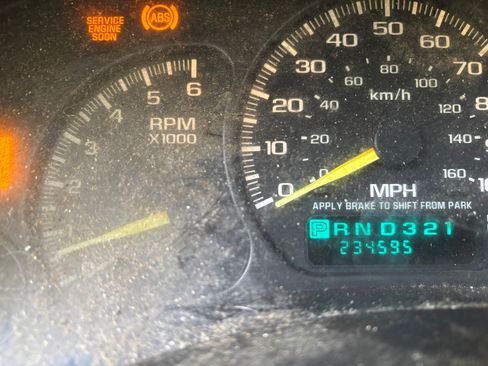 SERVICE
ENGINE
SOON
ABS
2
3
4
5
6
RPM
X1000
0
10
20
30
40
50
60
70
0
20
40
60
80
100
120
140
160
km/h
MPH
APPLY BRAKE TO SHIFT FROM PARK
PRND321
234595